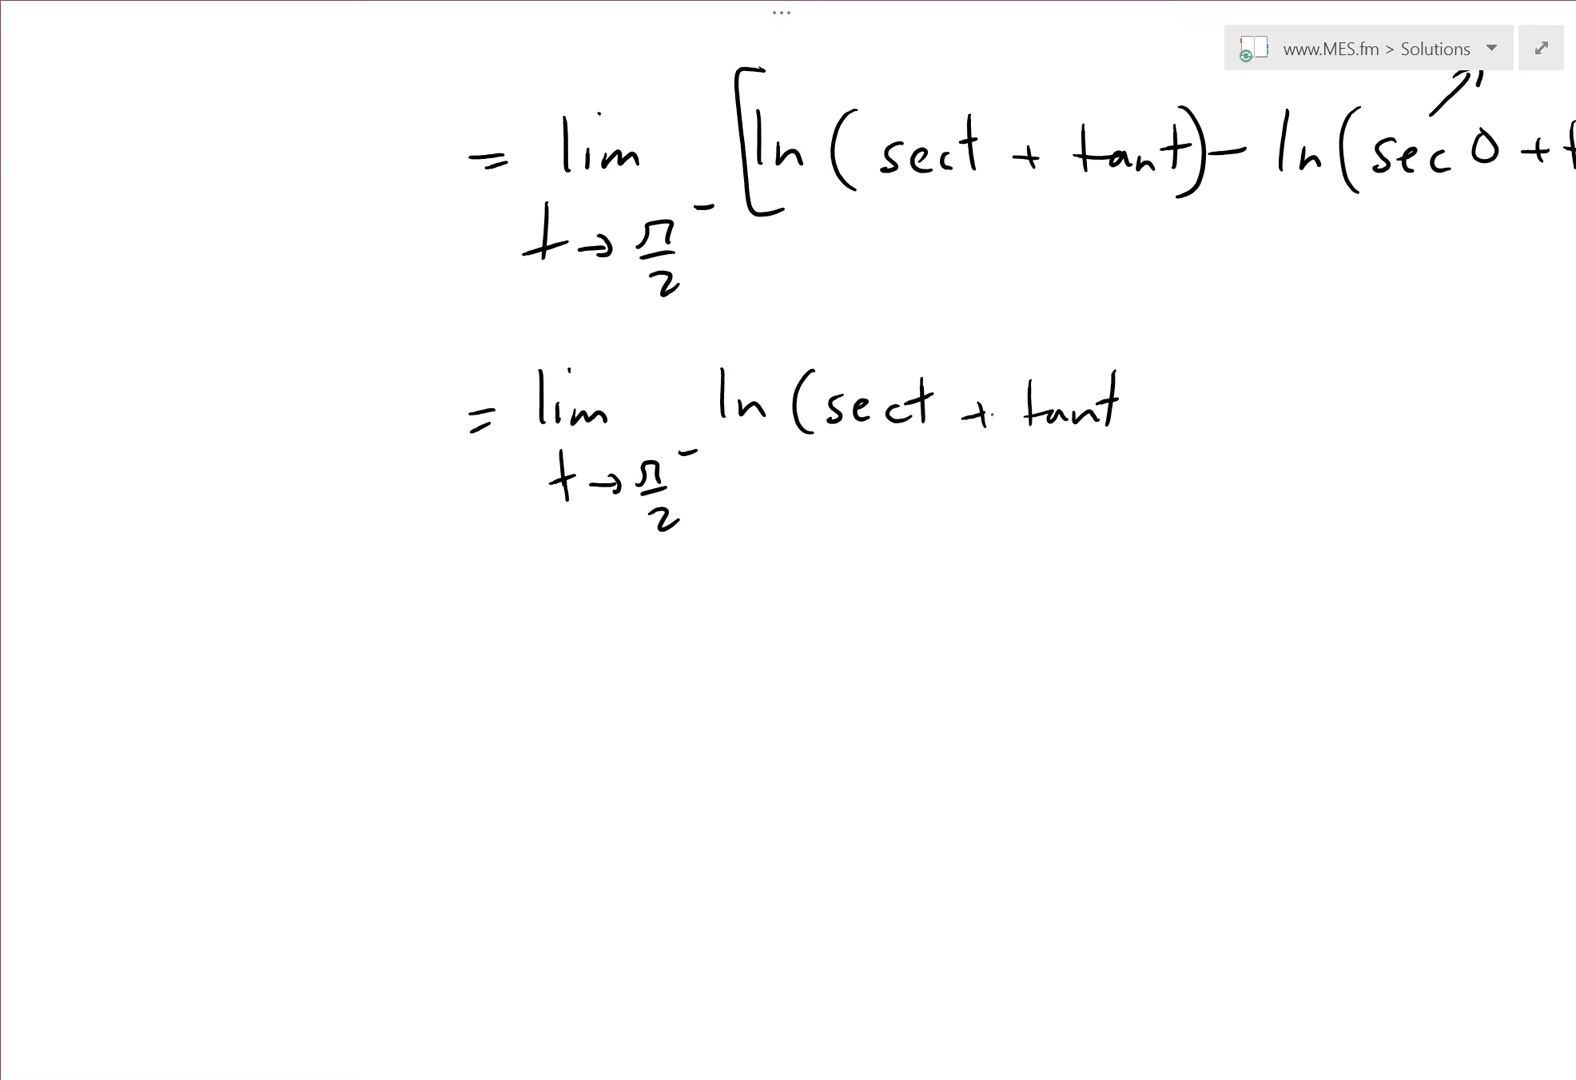 www.MES.fm > Solutions
= lim [ln (sect + tant) - ln (sec 0 + t
t → π/2 -
= lim ln (sect + tant
t → π/2 -